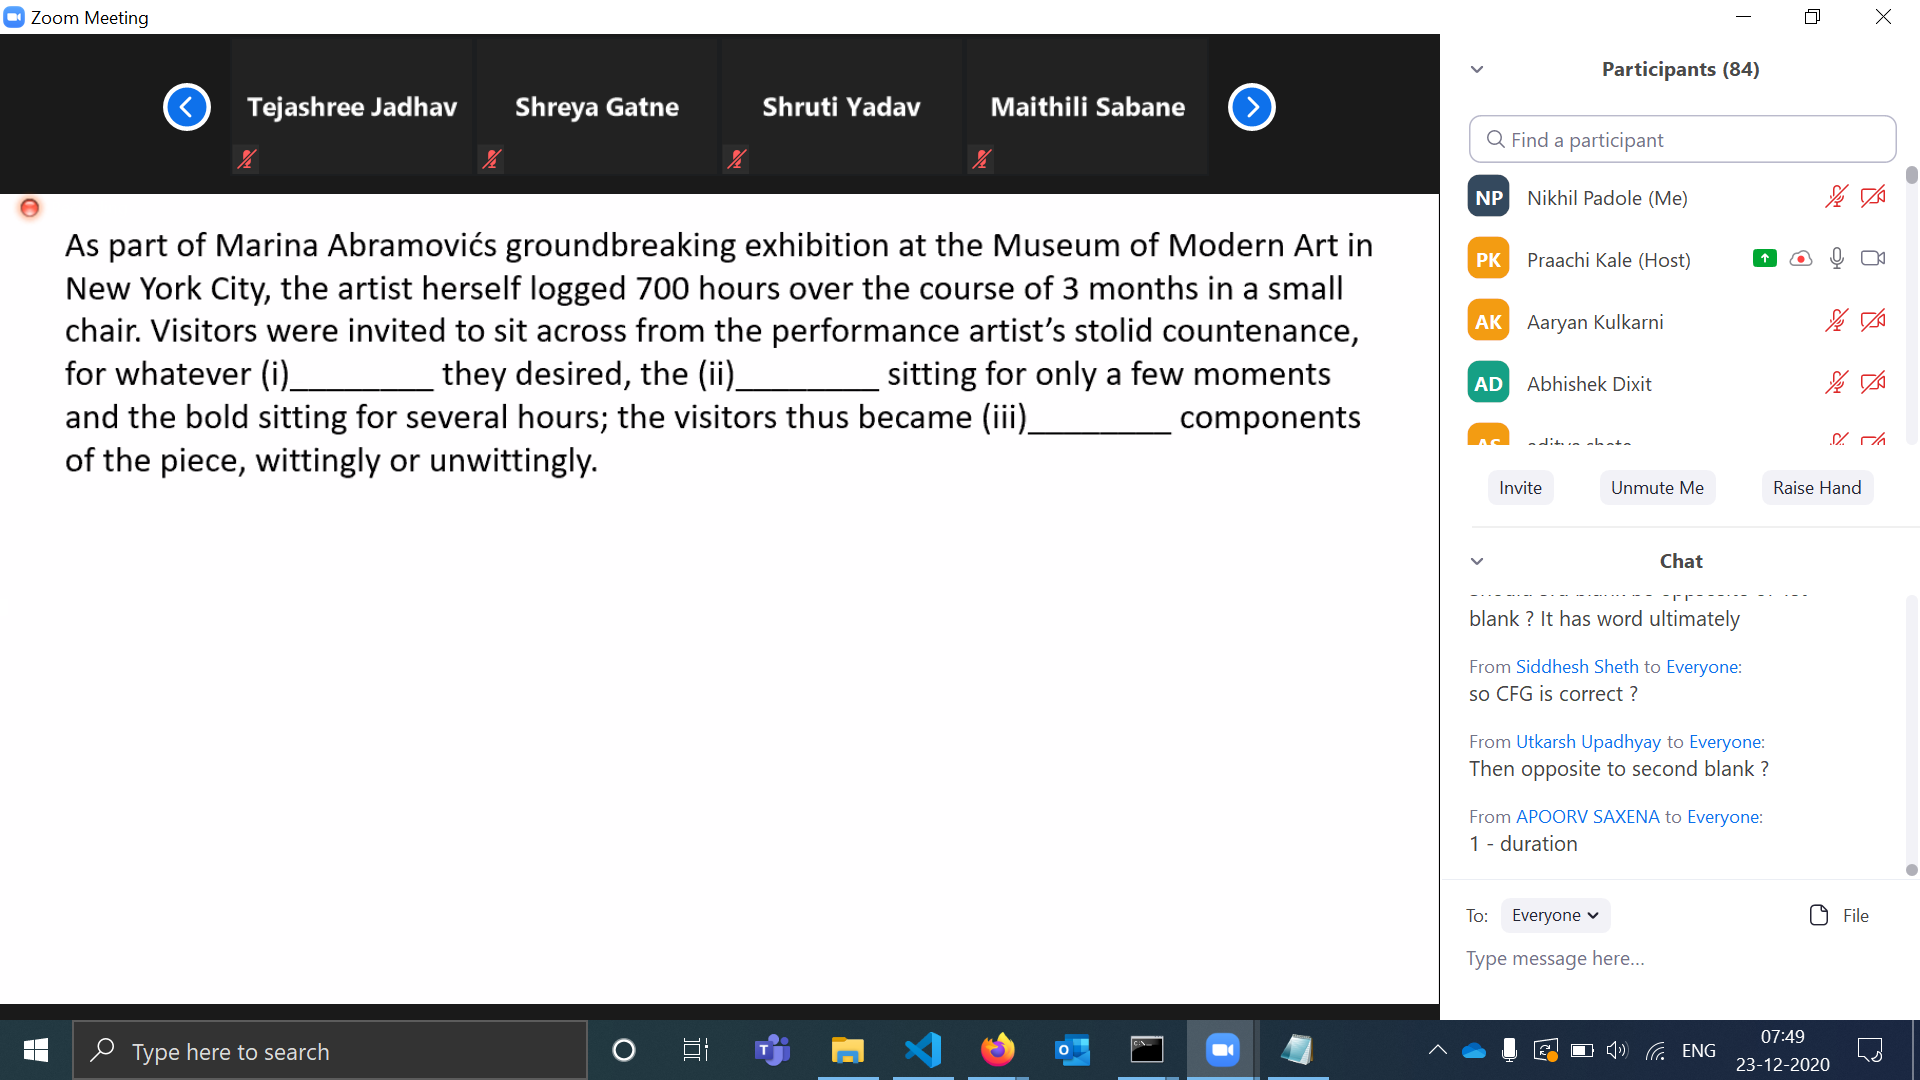 Zoom Meeting
Tejashree Jadhav
Shreya Gatne
Shruti Yadav
Maithili Sabane
As part of Marina Abramovićs groundbreaking exhibition at the Museum of Modern Art in
New York City, the artist herself logged 700 hours over the course of 3 months in a small
chair. Visitors were invited to sit across from the performance artist’s stolid countenance,
for whatever (i)________ they desired, the (ii)________ sitting for only a few moments
and the bold sitting for several hours; the visitors thus became (iii)________ components
of the piece, wittingly or unwittingly.
Participants (84)
Find a participant
NP Nikhil Padole (Me)
PK Praachi Kale (Host)
AK Aaryan Kulkarni
AD Abhishek Dixit
Invite Unmute Me Raise Hand
Chat
blank ? It has word ultimately
From Siddhesh Sheth to Everyone:
so CFG is correct ?
From Utkarsh Upadhyay to Everyone:
Then opposite to second blank ?
From APOORV SAXENA to Everyone:
1 - duration
To: Everyone File
Type message here...
Type here to search
ENG
07:49
23-12-2020